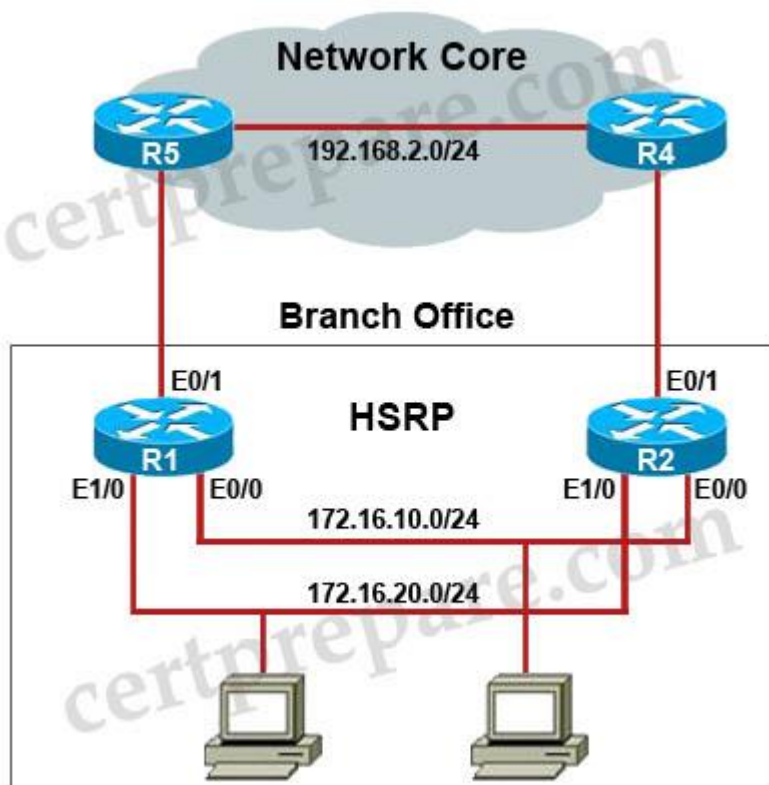 Network Core
R5
R4
192.168.2.0/24
certprepare.com
Branch Office
E0/1
E0/1
HSRP
R1
R2
E1/0
E0/0
E1/0
E0/0
172.16.10.0/24
172.16.20.0/24
certprepare.com